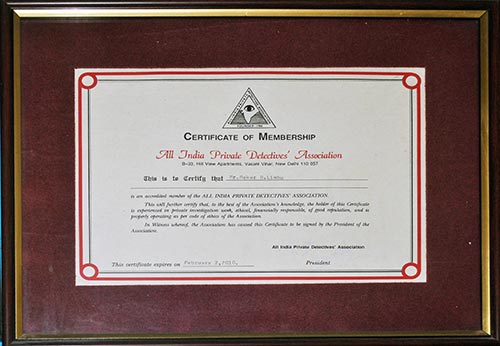 CERTIFICATE OF MEMBERSHIP
All India Private Detectives' Association
B-33, Hill View Apartments, Vasant Vihar, New Delhi 110 057
This is to Certify that Mr.
is an accredited member of the ALL INDIA PRIVATE DETECTIVES' ASSOCIATION.
This will further certify that, to the best of the Association's knowledge, the holder of this Certificate
is experienced in private investigation work, ethical, financially responsible, of good reputation, and is
properly operating as per code of ethics of the Association.
In Witness whereof, the Association has caused this Certificate to be signed by the President of the
Association.
All India Private Detectives' Association
This certificate expires on February 2,2010. President